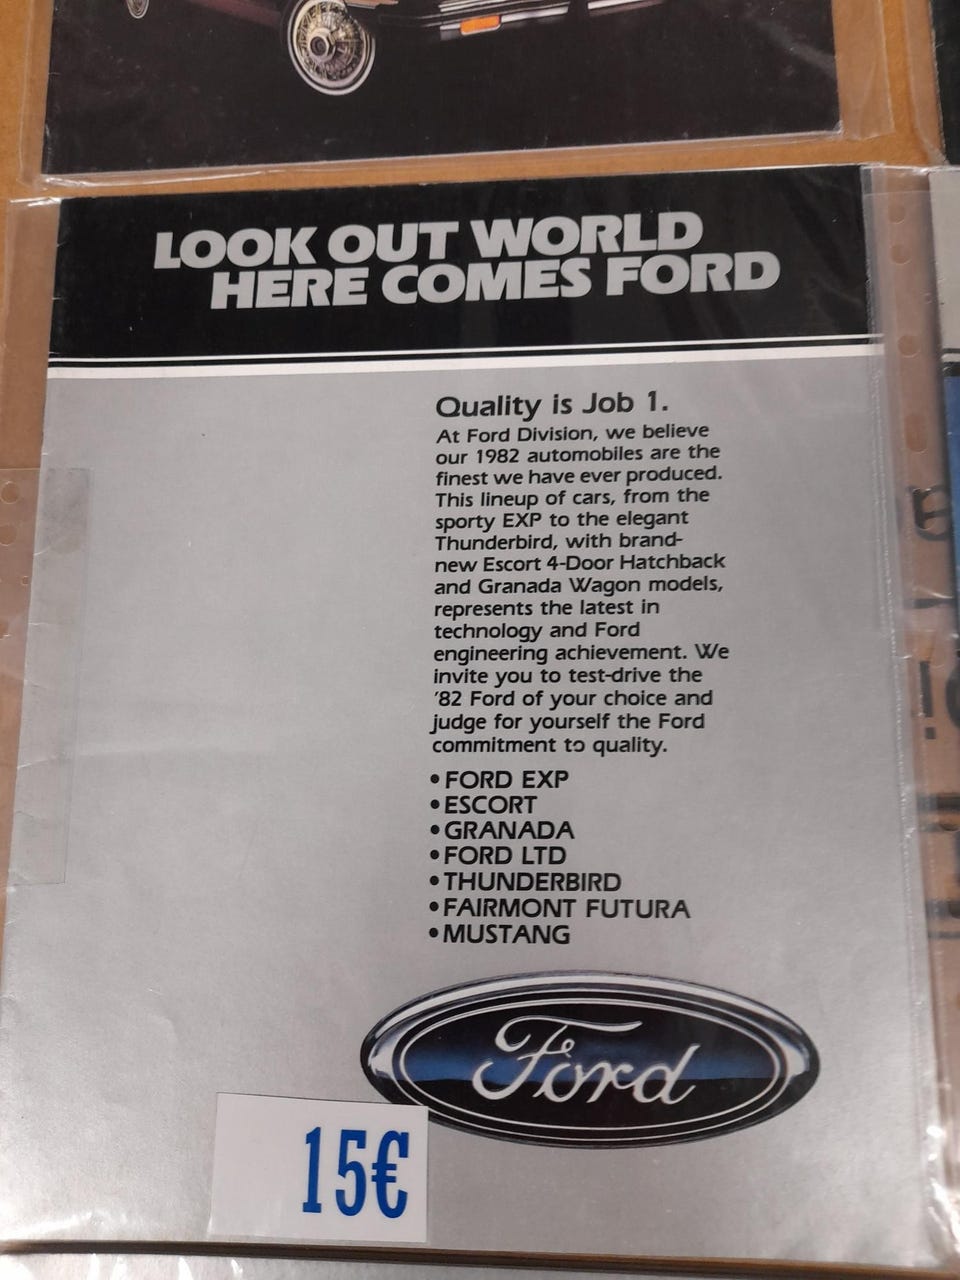 LOOK OUT WORLD
HERE COMES FORD
Quality is Job 1.
At Ford Division, we believe
our 1982 automobiles are the
finest we have ever produced.
This lineup of cars, from the
sporty EXP to the elegant
Thunderbird, with brand-
new Escort 4-Door Hatchback
and Granada Wagon models,
represents the latest in
technology and Ford
engineering achievement. We
invite you to test-drive the
'82 Ford of your choice and
judge for yourself the Ford
commitment to quality.
• FORD EXP
• ESCORT
• GRANADA
• FORD LTD
• THUNDERBIRD
• FAIRMONT FUTURA
• MUSTANG
Ford
15€